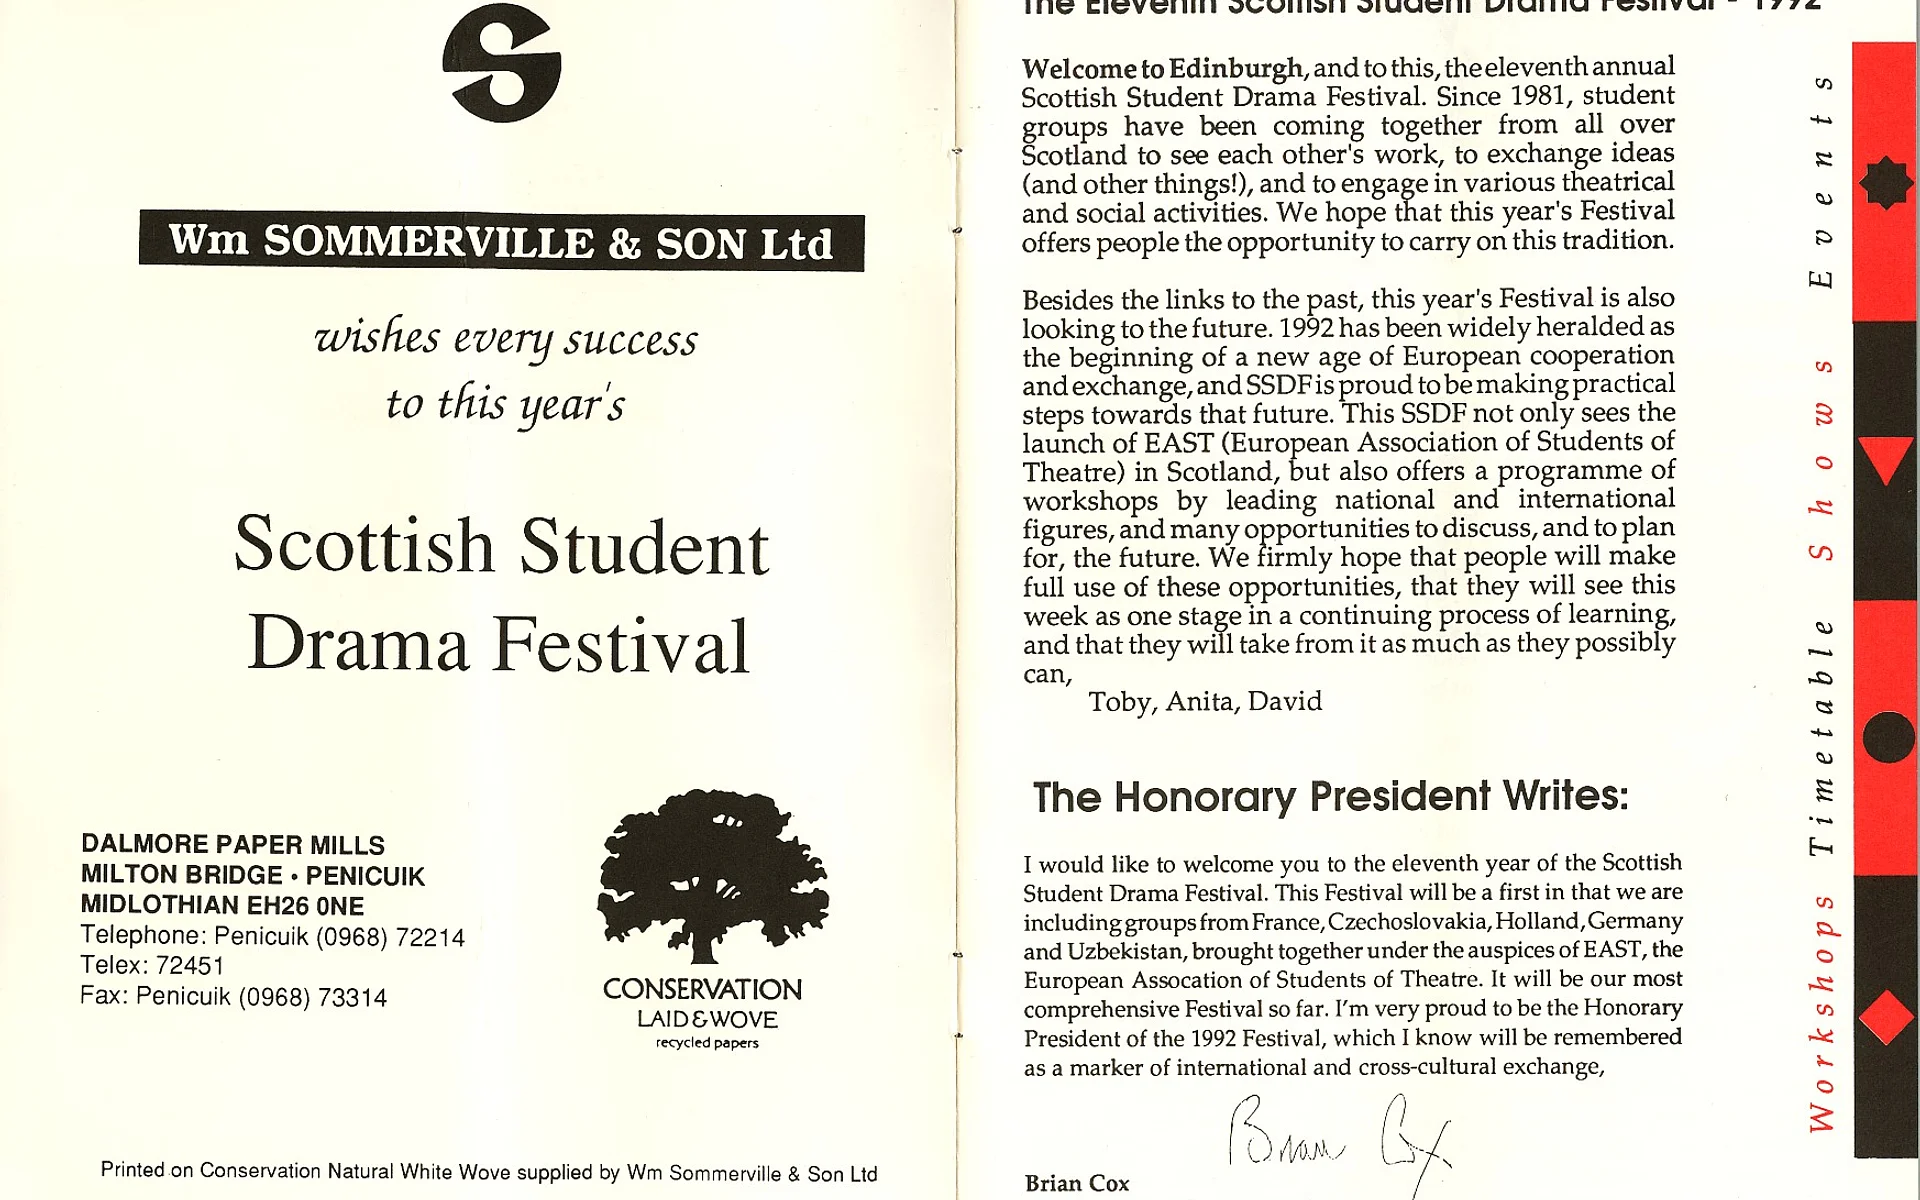 Wm SOMMERVILLE & SON Ltd
wishes every success
to this year's
Scottish Student
Drama Festival
DALMORE PAPER MILLS
MILTON BRIDGE • PENICUIK
MIDLOTHIAN EH26 0NE
Telephone: Penicuik (0968) 72214
Telex: 72451
Fax: Penicuik (0968) 73314
CONSERVATION
LAID & WOVE
recycled papers
Printed on Conservation Natural White Wove supplied by Wm Sommerville & Son Ltd
The Eleventh Scottish Student Drama Festival - 1992
Welcome to Edinburgh, and to this, the eleventh annual
Scottish Student Drama Festival. Since 1981, student
groups have been coming together from all over
Scotland to see each other's work, to exchange ideas
(and other things!), and to engage in various theatrical
and social activities. We hope that this year's Festival
offers people the opportunity to carry on this tradition.
Besides the links to the past, this year's Festival is also
looking to the future. 1992 has been widely heralded as
the beginning of a new age of European cooperation
and exchange, and SSDF is proud to be making practical
steps towards that future. This SSDF not only sees the
launch of EAST (European Association of Students of
Theatre) in Scotland, but also offers a programme of
workshops by leading national and international
figures, and many opportunities to discuss, and to plan
for, the future. We firmly hope that people will make
full use of these opportunities, that they will see this
week as one stage in a continuing process of learning,
and that they will take from it as much as they possibly
can,
Toby, Anita, David
The Honorary President Writes:
I would like to welcome you to the eleventh year of the Scottish
Student Drama Festival. This Festival will be a first in that we are
including groups from France, Czechoslovakia, Holland, Germany
and Uzbekistan, brought together under the auspices of EAST, the
European Assocation of Students of Theatre. It will be our most
comprehensive Festival so far. I'm very proud to be the Honorary
President of the 1992 Festival, which I know will be remembered
as a marker of international and cross-cultural exchange,
Brian Cox
Brian Cox
Workshops Timetable Shows Events